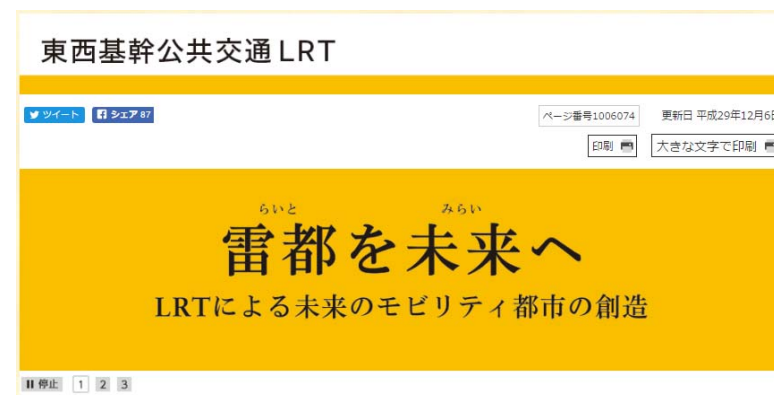 東西基幹公共交通LRT
ツイート シェア 87
ページ番号1006074 更新日 平成29年12月6日
印刷 大きな文字で印刷
らいと みらい
雷都を未来へ
LRTによる未来のモビリティ都市の創造
停止 1 2 3